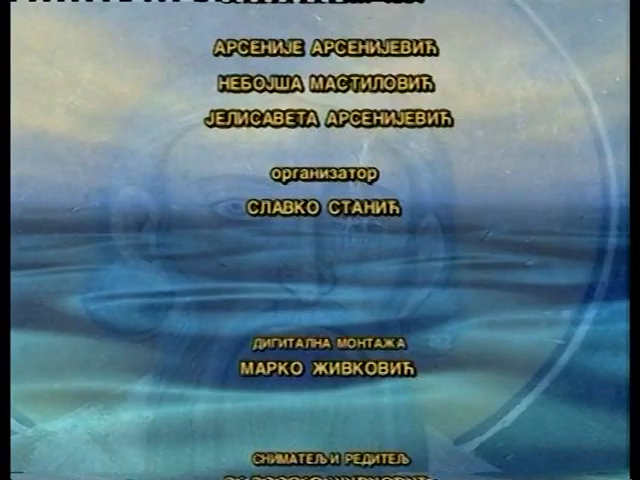 АРСЕНИЈЕ АРСЕНИЈЕВИЋ
НЕБОЈША МАСТИЛОВИЋ
ЈЕЛИСАВЕТА АРСЕНИЈЕВИЋ
организатор
СЛАВКО СТАНИЋ
ДИГИТАЛНА МОНТАЖА
МАРКО ЖИВКОВИЋ
СНИМАТЕЉ И РЕДИТЕЉ